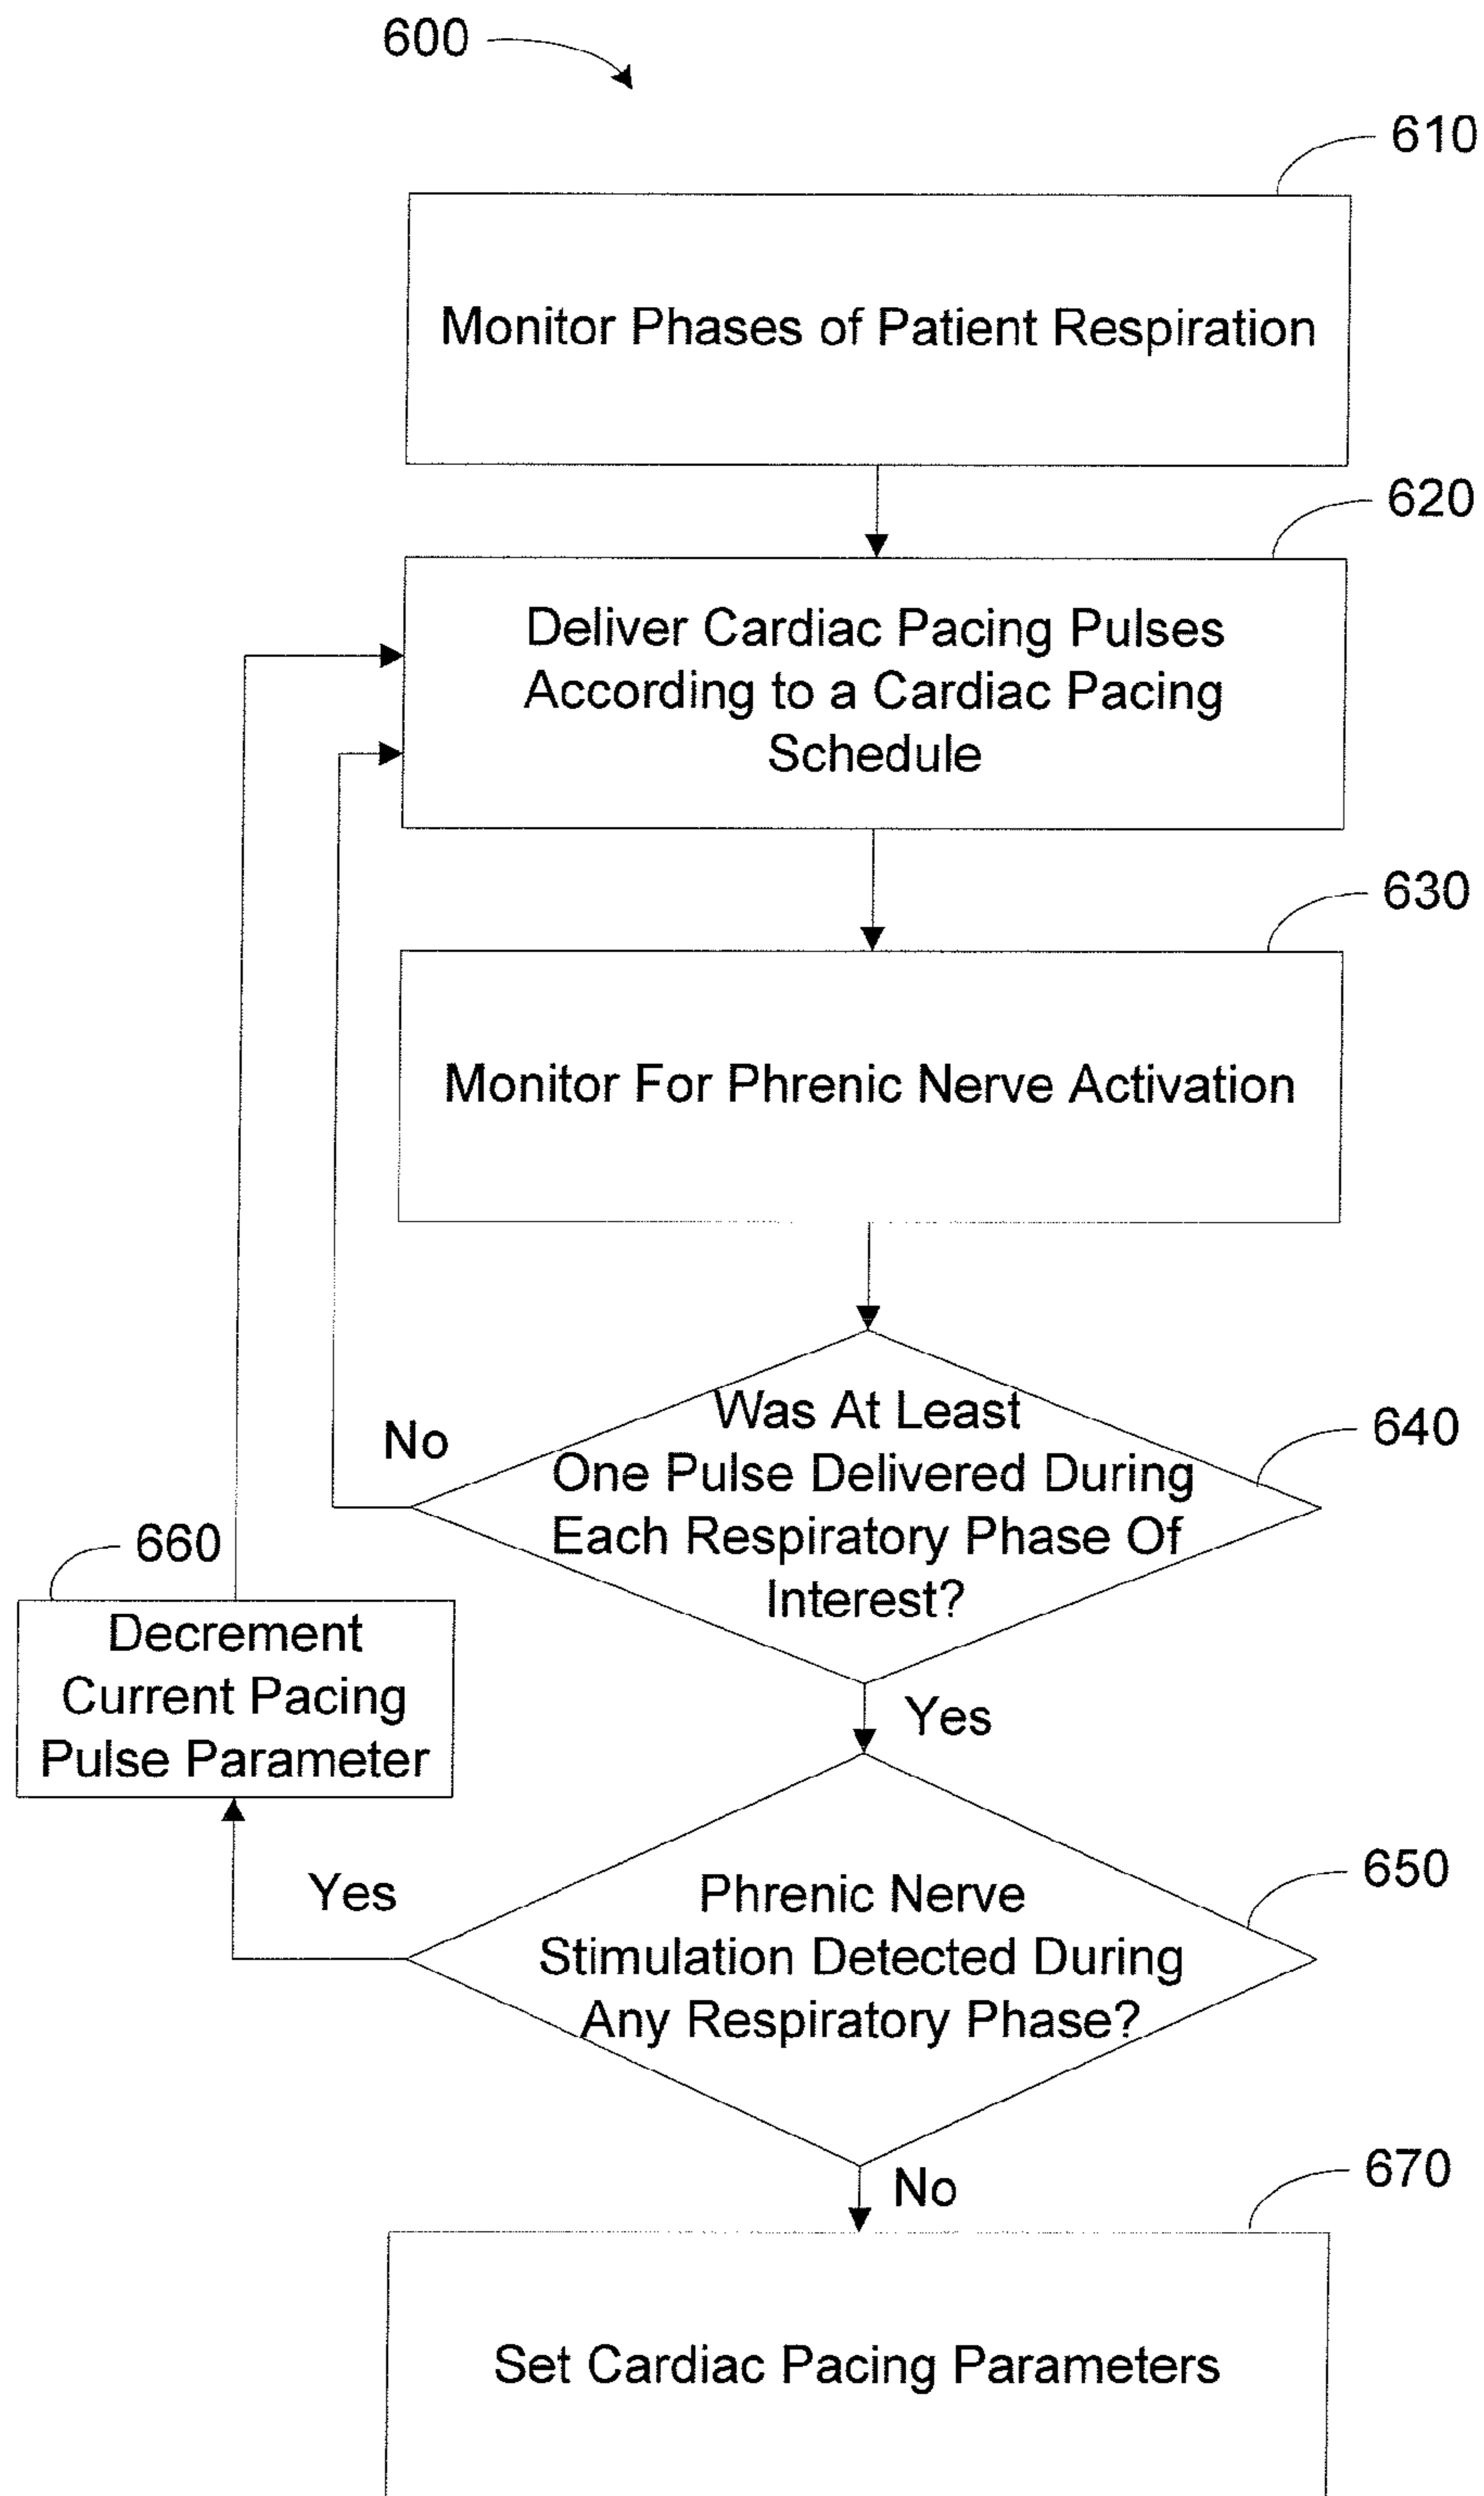 600
610
Monitor Phases of Patient Respiration
620
Deliver Cardiac Pacing Pulses
According to a Cardiac Pacing
Schedule
630
Monitor For Phrenic Nerve Activation
640
No
Was At Least
One Pulse Delivered During
Each Respiratory Phase Of
Interest?
660
Decrement
Current Pacing
Pulse Parameter
Yes
650
Yes
Phrenic Nerve
Stimulation Detected During
Any Respiratory Phase?
670
No
Set Cardiac Pacing Parameters